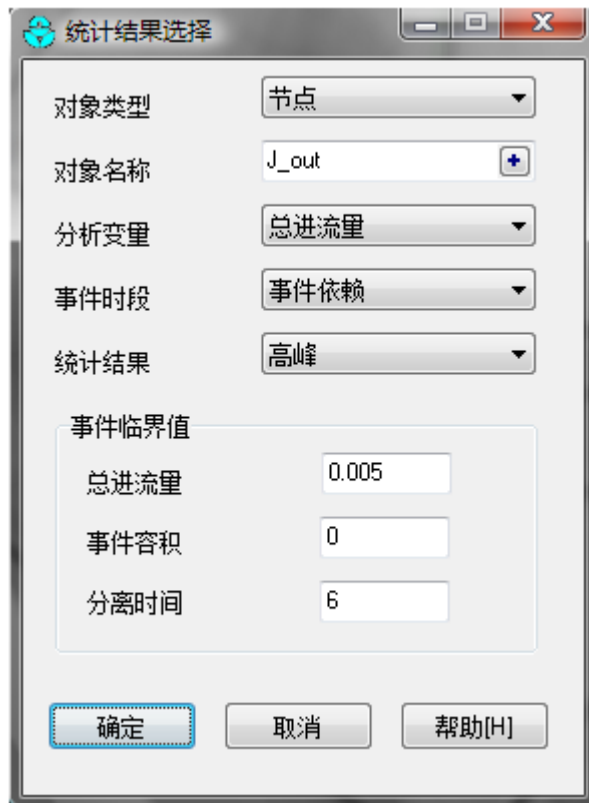 统计结果选择
对象类型 节点
对象名称 J_out
分析变量 总进流量
事件时段 事件依赖
统计结果 高峰
事件临界值
总进流量 0.005
事件容积 0
分离时间 6
确定 取消 帮助[H]